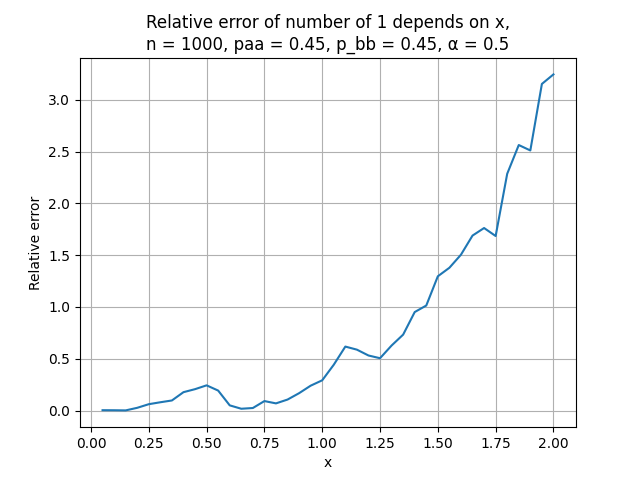 Relative error of number of 1 depends on x,
n = 1000, paa = 0.45, p_bb = 0.45, α = 0.5
3.0
2.5
2.0
1.5
1.0
0.5
0.0
Relative error
0.00 0.25 0.50 0.75 1.00 1.25 1.50 1.75 2.00
x